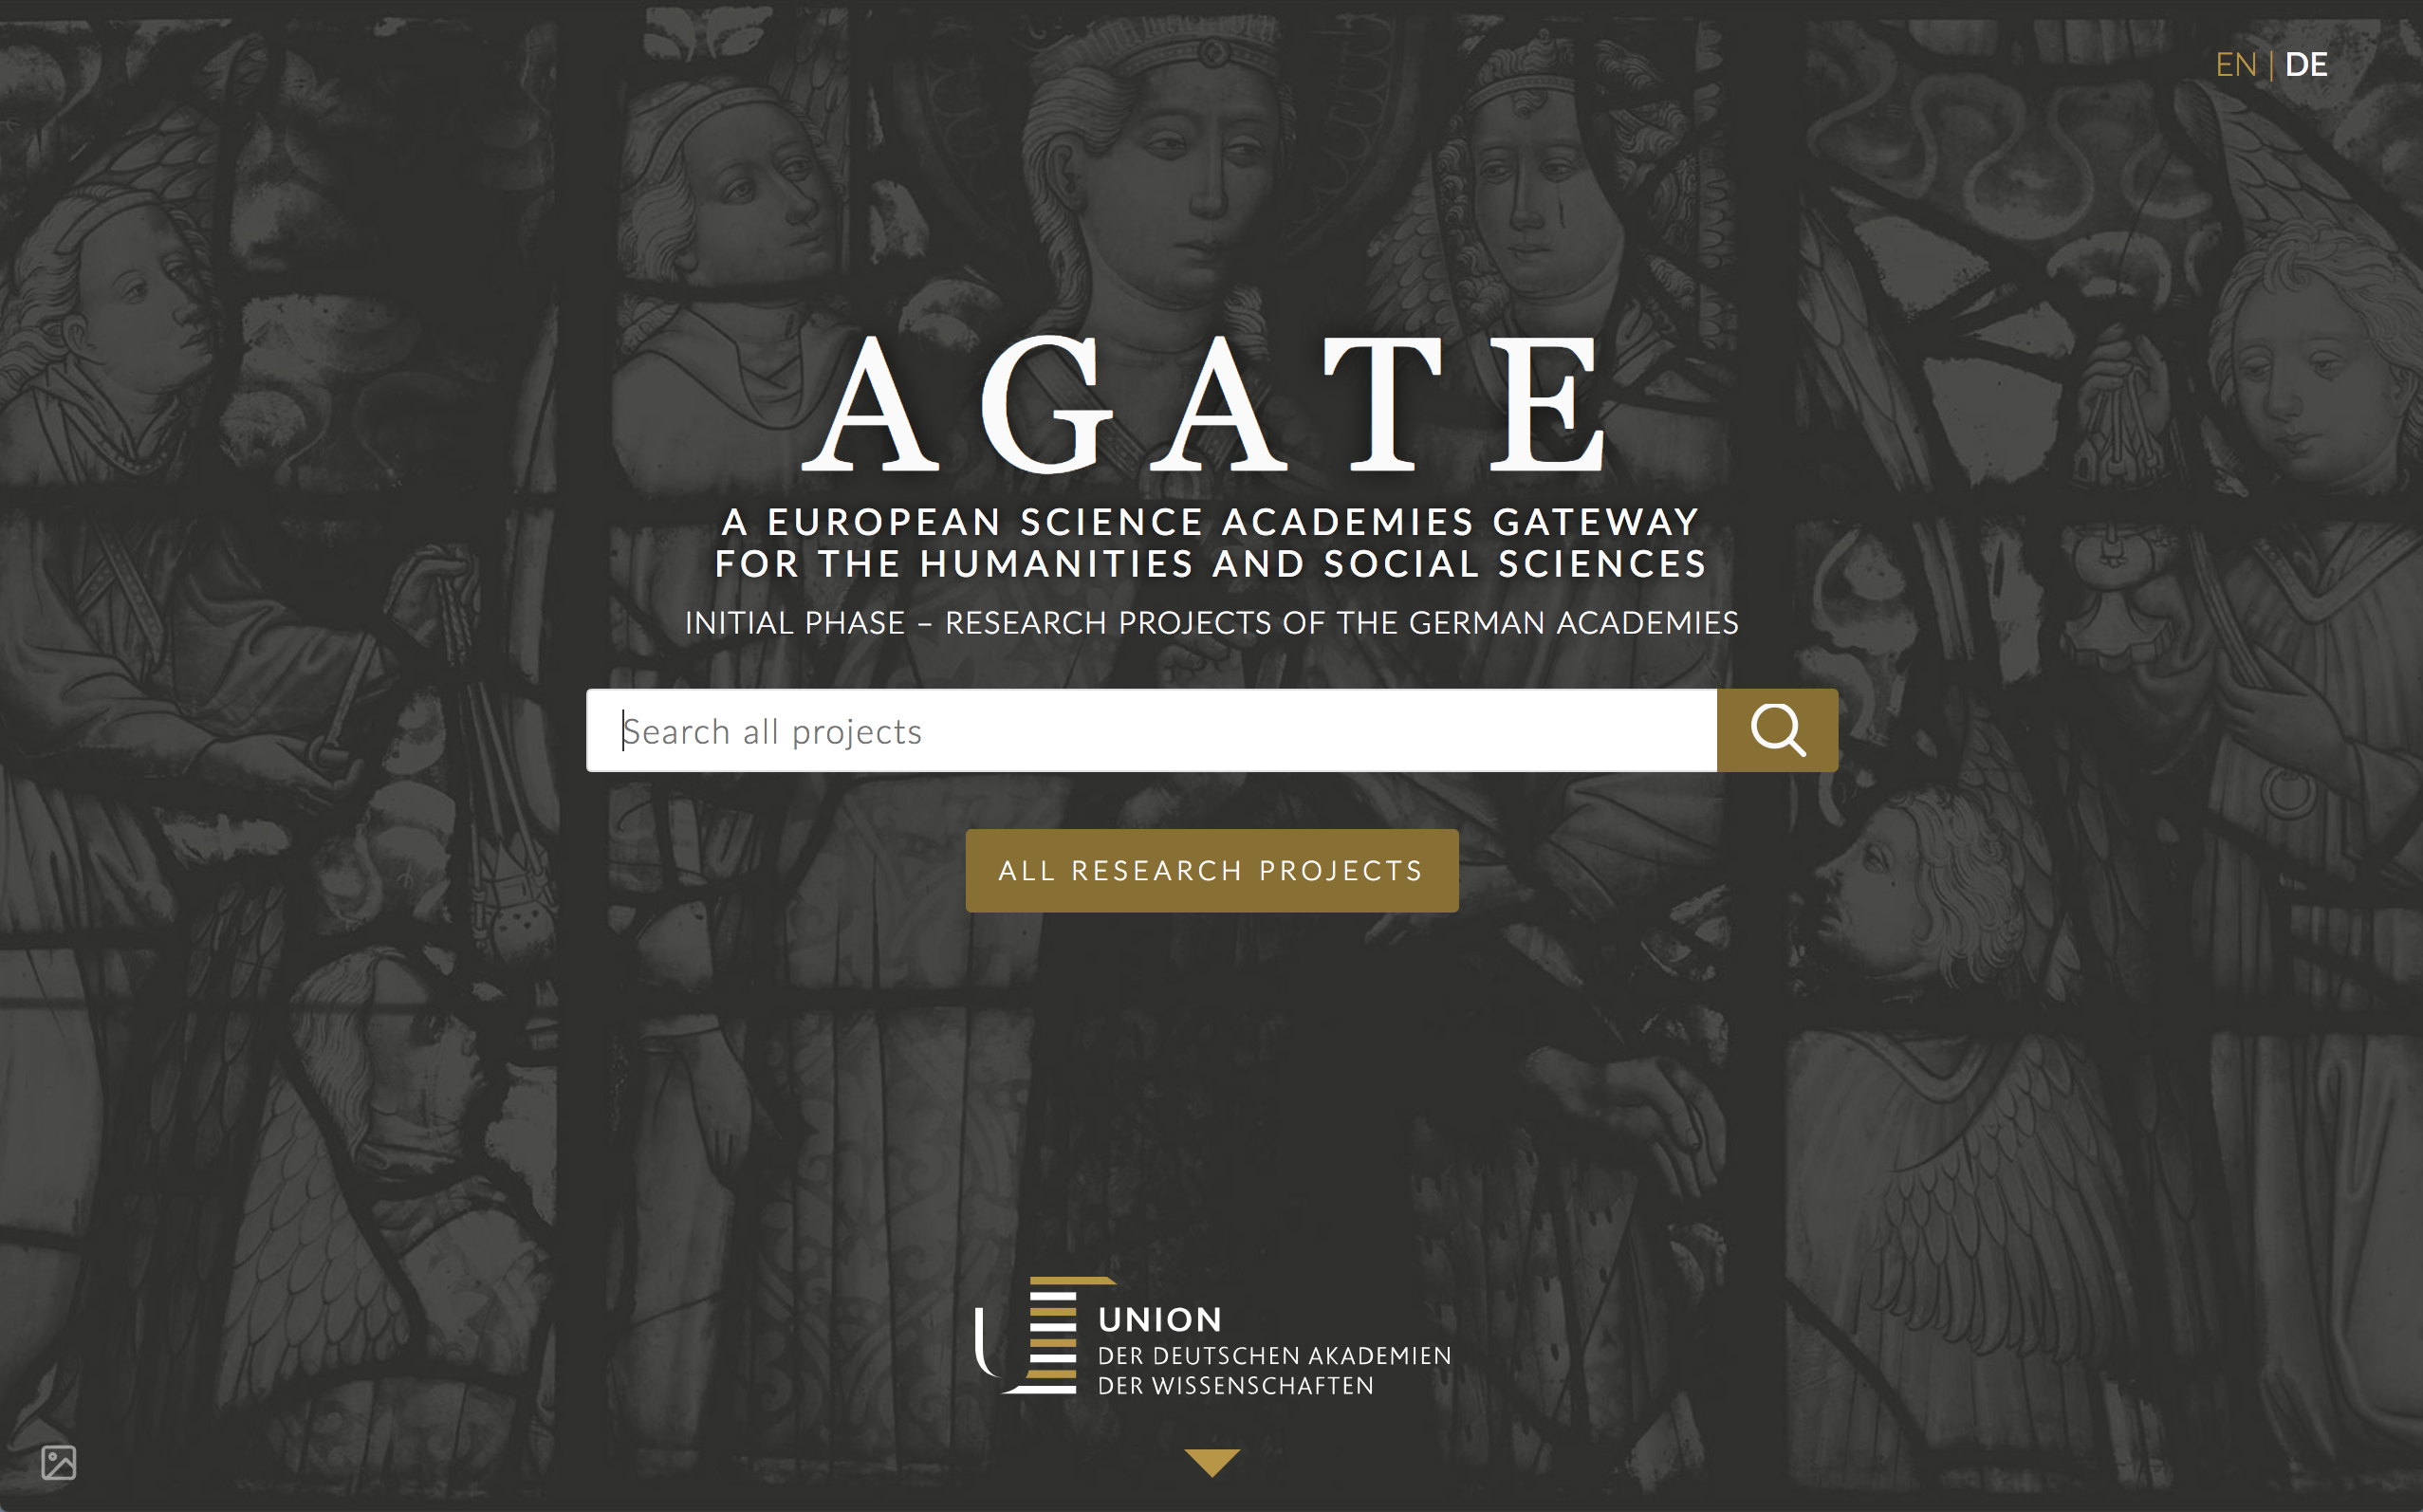 EN | DE
AGATE
A EUROPEAN SCIENCE ACADEMIES GATEWAY
FOR THE HUMANITIES AND SOCIAL SCIENCES
INITIAL PHASE – RESEARCH PROJECTS OF THE GERMAN ACADEMIES
Search all projects
ALL RESEARCH PROJECTS
UNION
DER DEUTSCHEN AKADEMIEN
DER WISSENSCHAFTEN